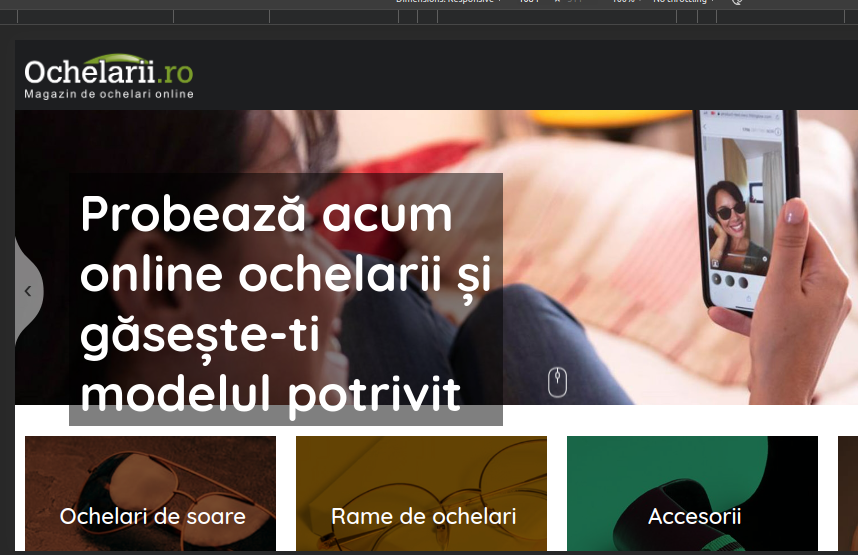 Ochelarii.ro
Magazin de ochelari online
Probează acum
online ochelarii și
găsește-ti
modelul potrivit
Ochelari de soare
Rame de ochelari
Accesorii